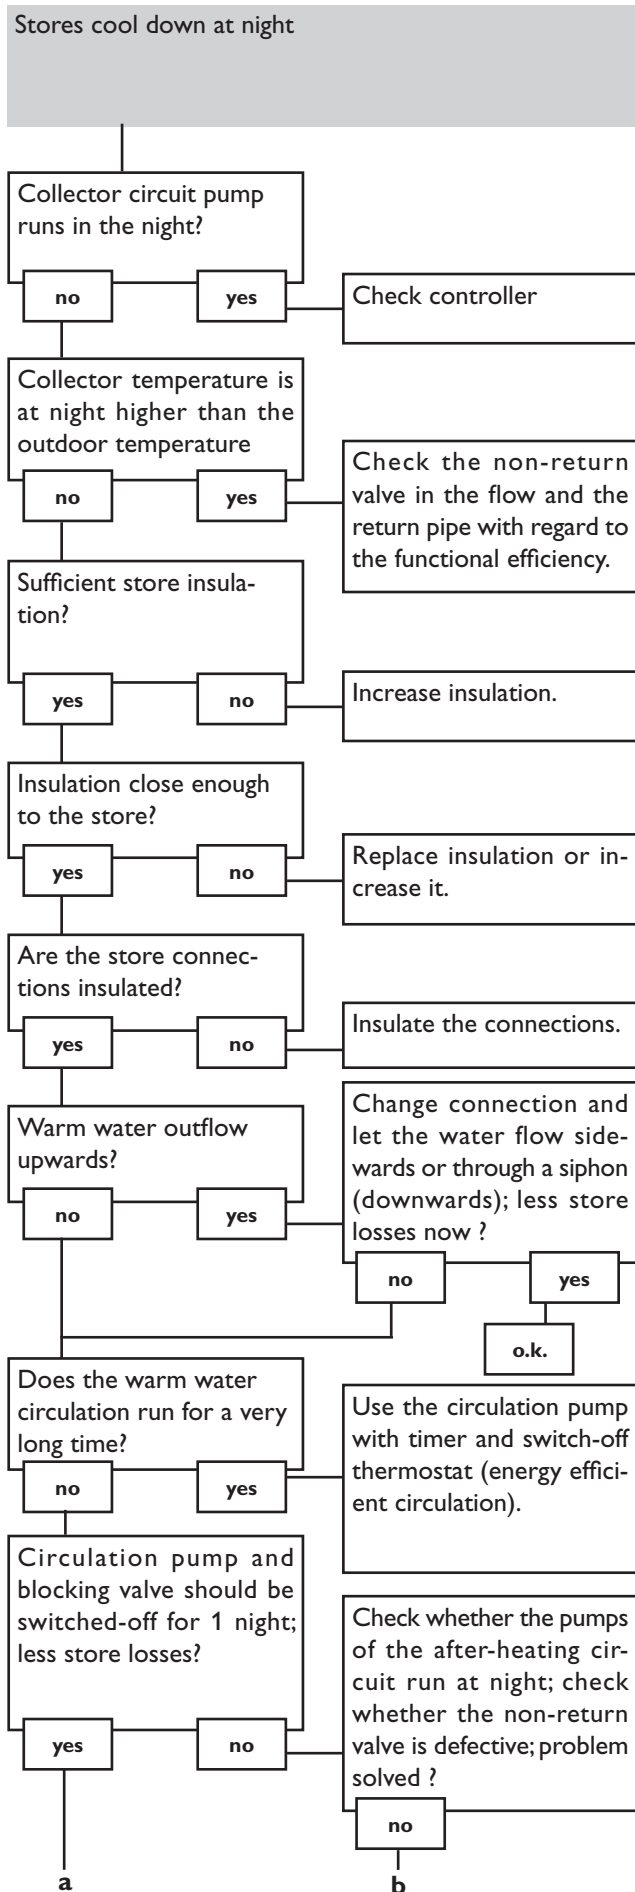 Stores cool down at night
Collector circuit pump
runs in the night?
no
yes
Check controller
Collector temperature is
at night higher than the
outdoor temperature
no
yes
Check the non-return
valve in the flow and the
return pipe with regard to
the functional efficiency.
Sufficient store insula-
tion?
yes
no
Increase insulation.
Insulation close enough
to the store?
yes
no
Replace insulation or in-
crease it.
Are the store connec-
tions insulated?
yes
no
Insulate the connections.
Warm water outflow
upwards?
no
yes
Change connection and
let the water flow side-
wards or through a siphon
(downwards); less store
losses now ?
no
yes
o.k.
Does the warm water
circulation run for a very
long time?
no
yes
Use the circulation pump
with timer and switch-off
thermostat (energy effici-
ent circulation).
Circulation pump and
blocking valve should be
switched-off for 1 night;
less store losses?
yes
no
Check whether the pumps
of the after-heating cir-
cuit run at night; check
whether the non-return
valve is defective; problem
solved ?
no
a
b